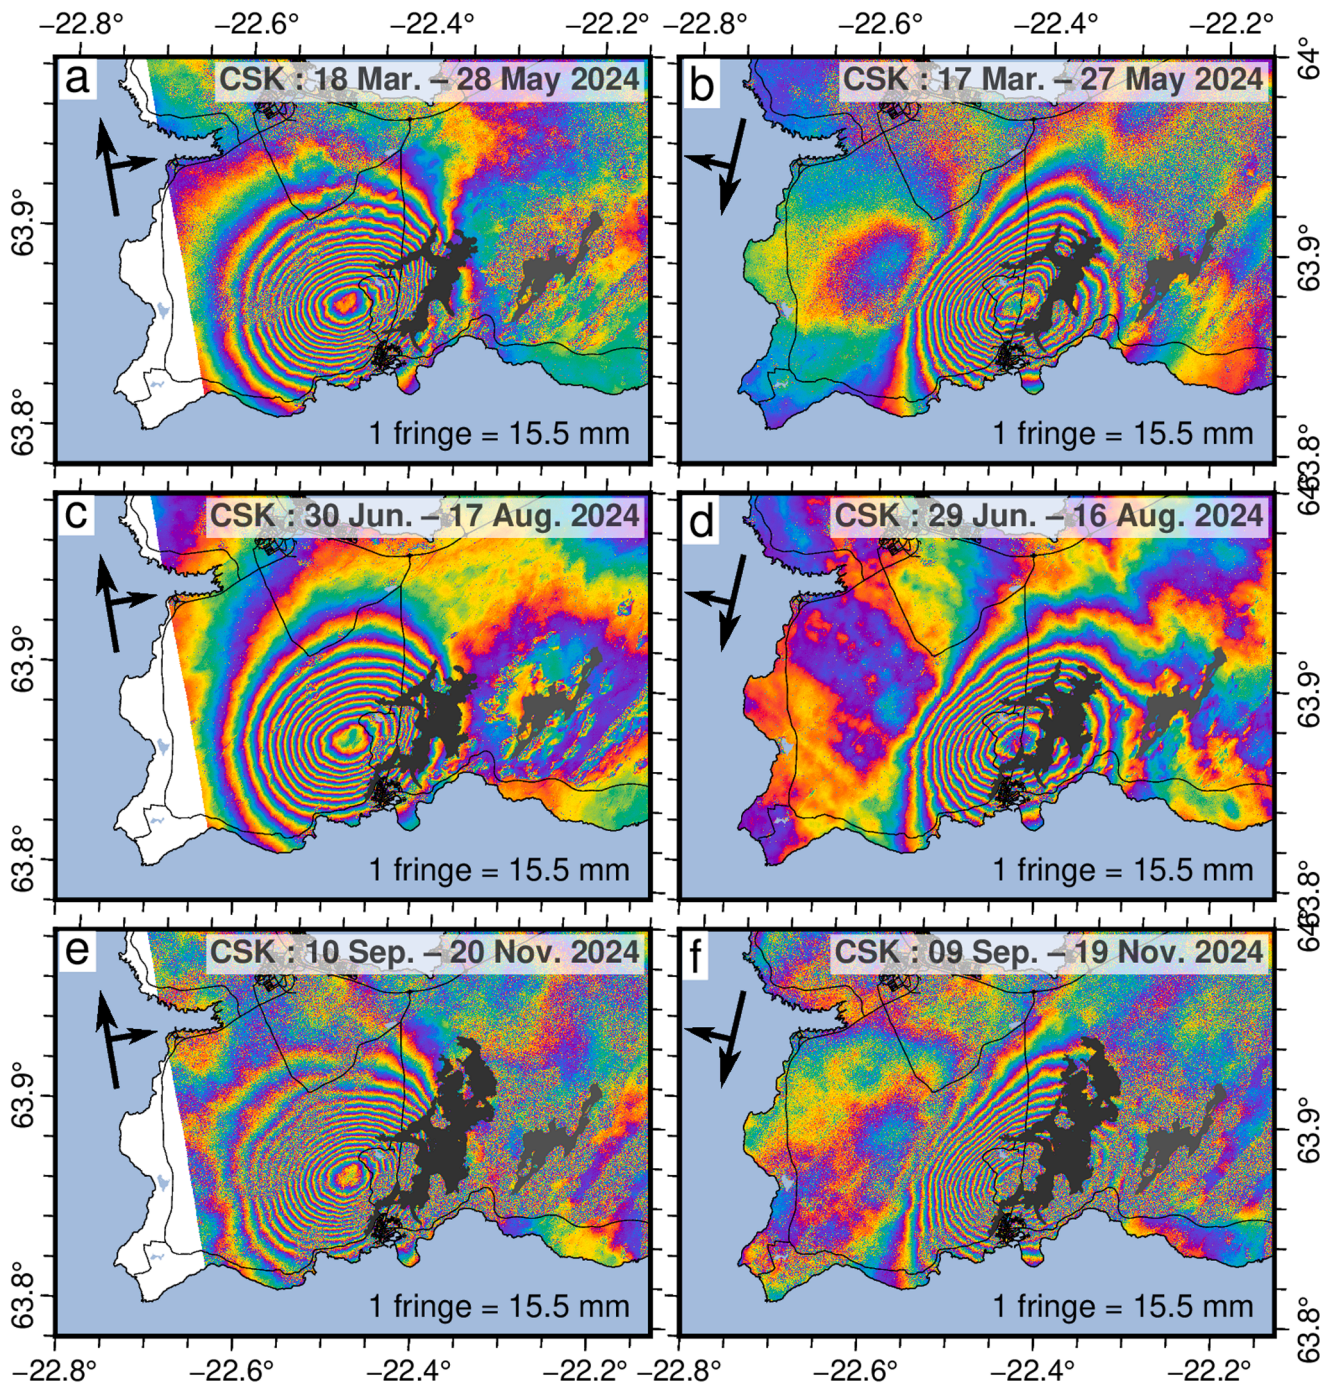 −22.8° −22.6° −22.4° −22.2° −22.8° −22.6° −22.4° −22.2°
a CSK : 18 Mar. – 28 May 2024
b CSK : 17 Mar. – 27 May 2024
64°
63.9°
63.9°
63.8°
63.8°
1 fringe = 15.5 mm
1 fringe = 15.5 mm
c CSK : 30 Jun. – 17 Aug. 2024
d CSK : 29 Jun. – 16 Aug. 2024
63.9°
63.9°
63.8°
63.8°
1 fringe = 15.5 mm
1 fringe = 15.5 mm
e CSK : 10 Sep. – 20 Nov. 2024
f CSK : 09 Sep. – 19 Nov. 2024
63.9°
63.9°
63.8°
63.8°
1 fringe = 15.5 mm
1 fringe = 15.5 mm
−22.8° −22.6° −22.4° −22.2° −22.8° −22.6° −22.4° −22.2°